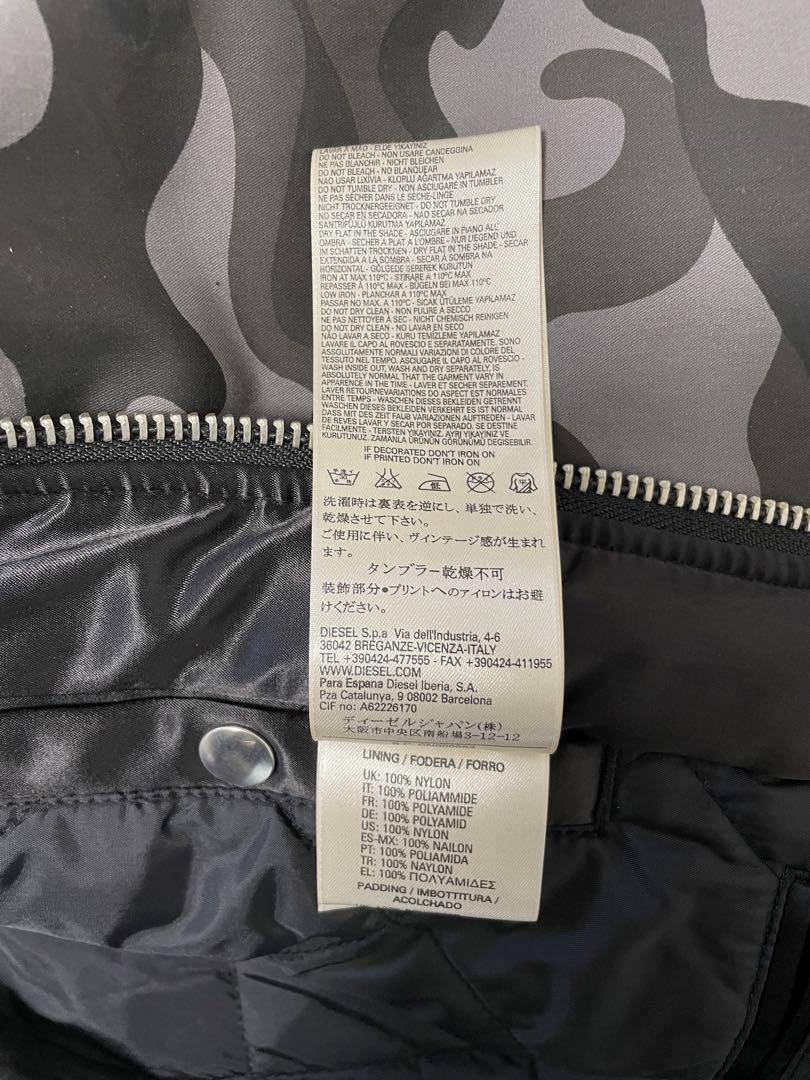 LAVAR A MÃO - ELDE YIKAYINIZ
DO NOT BLEACH - NON USARE CANDEGGINA
NE PAS BLANCHIR - NICHT BLEICHEN
DO NOT BLEACH - NO BLANQUEAR
NAO USAR LIXÍVIA - KLORLU AĞARTMA YAPILAMAZ
DO NOT TUMBLE DRY - NON ASCIUGARE IN TUMBLER
NE PAS SÉCHER DANS LE SÈCHE-LINGE
NICHT TROCKNERGEEIGNET - DO NOT TUMBLE DRY
NO SECAR EN SECADORA - NÃO SECAR NA SECADOR
SANTRİFÜJLÜ KURUTMA YAPILAMAZ
DRY FLAT IN THE SHADE - ASCIUGARE IN PIANO ALL'
OMBRA - SECHER A PLAT A L'OMBRE - NUR LIEGEND UND
IM SCHATTEN TROCKNEN - DRY FLAT IN THE SHADE - SECAR
EXTENDIDA A LA SOMBRA - SECAR À SOMBRA NA
HORIZONTAL - GÖLGEDE SEREREK KURUTUN
IRON AT MAX 110°C - STIRARE A 110°C MAX
REPASSER À 110°C MAX - BÜGELN BEI MAX 110°C
LOW IRON - PLANCHAR A 110°C MAX
PASSAR NO MAX. A 110°C - SICAK ÜTÜLEME YAPILAMAZ
DO NOT DRY CLEAN - NON PULIRE A SECCO
NE PAS NETTOYER À SEC - NICHT CHEMISCH REINIGEN
DO NOT DRY CLEAN - NO LAVAR EN SECO
NÃO LAVAR A SECO - KURU TEMİZLEME YAPILAMAZ
LAVARE IL CAPO AL ROVESCIO E SEPARATAMENTE. SONO
ASSOLUTAMENTE NORMALI VARIAZIONI DI COLORE DEL
TESSUTO NEL TEMPO. ASCIUGARE IL CAPO AL ROVESCIO -
WASH INSIDE OUT, WASH AND DRY SEPARATELY, IS
ABSOLUTELY NORMAL THAT THE GARMENT VARY IN
APPARENCE IN THE TIME - LAVER ET SECHER SEPAREMENT.
LAVER RETOURNEVARIATIONS DO ASPECT EST NORMALES
ENTRE TEMPS - WASCHEN DIESES BEKLEIDEN GETRENNT
WASCHEN DIESES BEKLEIDEN VERKEHRT ES IST NORMAL
DASS MIT DES ZEIT FAUB VARIATIONEN AUFTREDEN - LAVAR
DE REVES LAVAR Y SECAR POR SEPARADO. SE DESTINE
FACILMENTE - TERSTEN YIKAYINIZ. AYRI YIKAYINIZ VE
KURUTUNUZ. ZAMANLA ÜRÜNÜN GÖRÜNÜMÜ DEGISEBILIR.
IF DECORATED DON'T IRON ON
IF PRINTED DON'T IRON ON
低
洗濯時は裏表を逆にし、単独で洗い、
乾燥させて下さい。
ご使用に伴い、ヴィンテージ感が生まれ
ます。
タンブラー乾燥不可
装飾部分●プリントへのアイロンはお避
けください。
DIESEL S.p.a Via dell'Industria, 4-6
36042 BREGANZE-VICENZA-ITALY
TEL +390424-477555 - FAX +390424-411955
WWW.DIESEL.COM
Para Espana Diesel Iberia, S.A.
Pza Catalunya, 9 08002 Barcelona
CIF no: A62226170
ディーゼルジャパン(株)
大阪市中央区南船場3-12-12
LINING / FODERA / FORRO
UK: 100% NYLON
IT: 100% POLIAMMIDE
FR: 100% POLYAMIDE
DE: 100% POLYAMID
US: 100% NYLON
ES-MX: 100% NAILON
PT: 100% POLIAMIDA
TR: 100% NAYLON
EL: 100% ΠΟΛΥΑΜΙΔΕΣ
PADDING / IMBOTTITURA /
ACOLCHADO